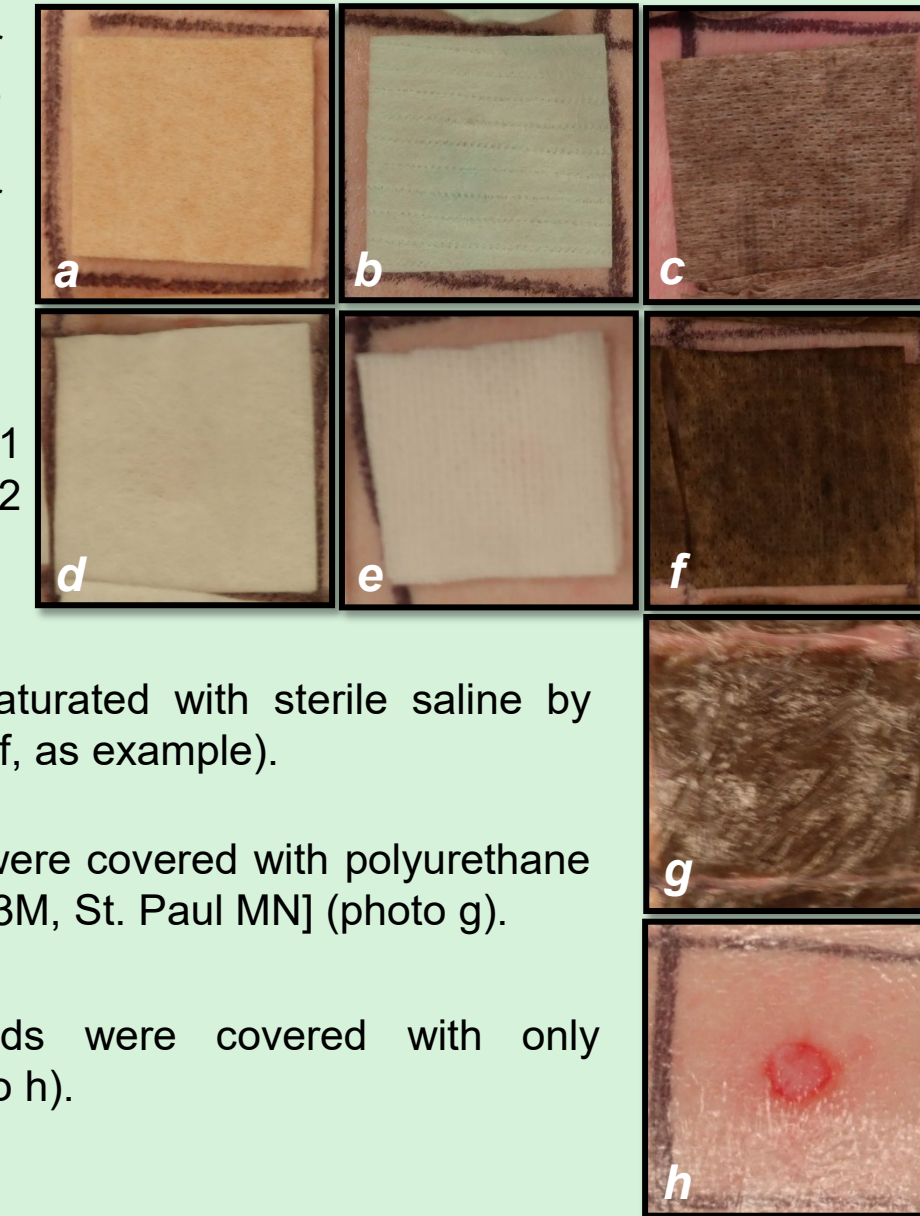 a
b
c
1
2
d
e
f
aturated with sterile saline by
f, as example).
were covered with polyurethane
3M, St. Paul MN] (photo g).
g
ds were covered with only
o h).
h